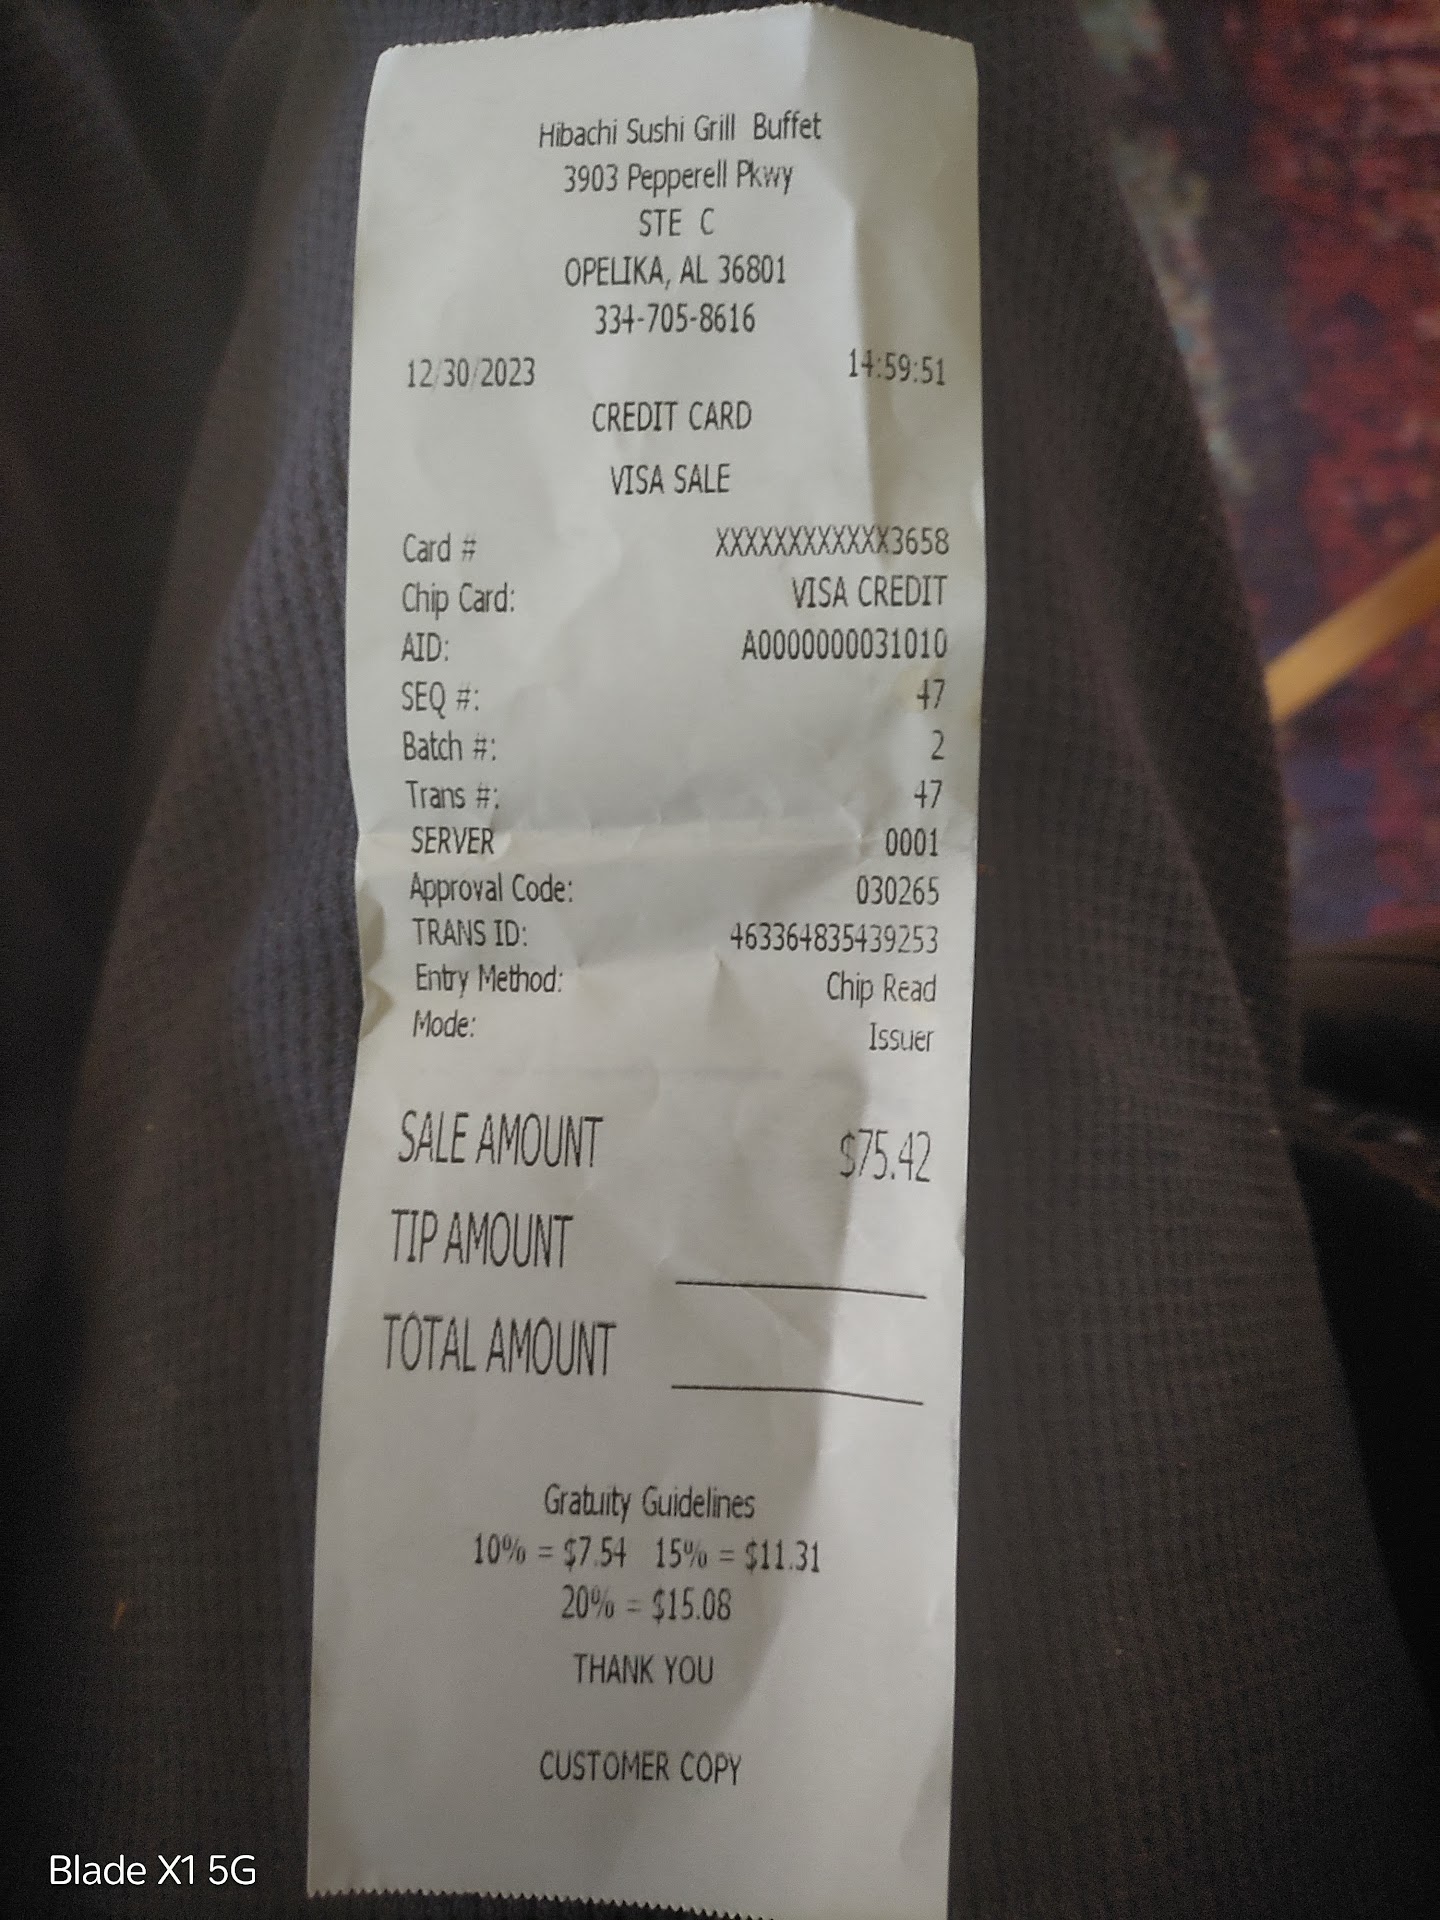 Hibachi Sushi Grill Buffet
3903 Pepperell Pkwy
STE C
OPELIKA, AL 36801
334-705-8616
12/30/2023 14:59:51
CREDIT CARD
VISA SALE
Card # XXXXXXXXXXXX3658
Chip Card: VISA CREDIT
AID: A0000000031010
SEQ #: 47
Batch #: 2
Trans #: 47
SERVER 0001
Approval Code: 030265
TRANS ID: 463364835439253
Entry Method: Chip Read
Mode: Issuer
SALE AMOUNT $75.42
TIP AMOUNT
TOTAL AMOUNT
Gratuity Guidelines
10% = $7.54 15% = $11.31
20% = $15.08
THANK YOU
CUSTOMER COPY
Blade X1 5G